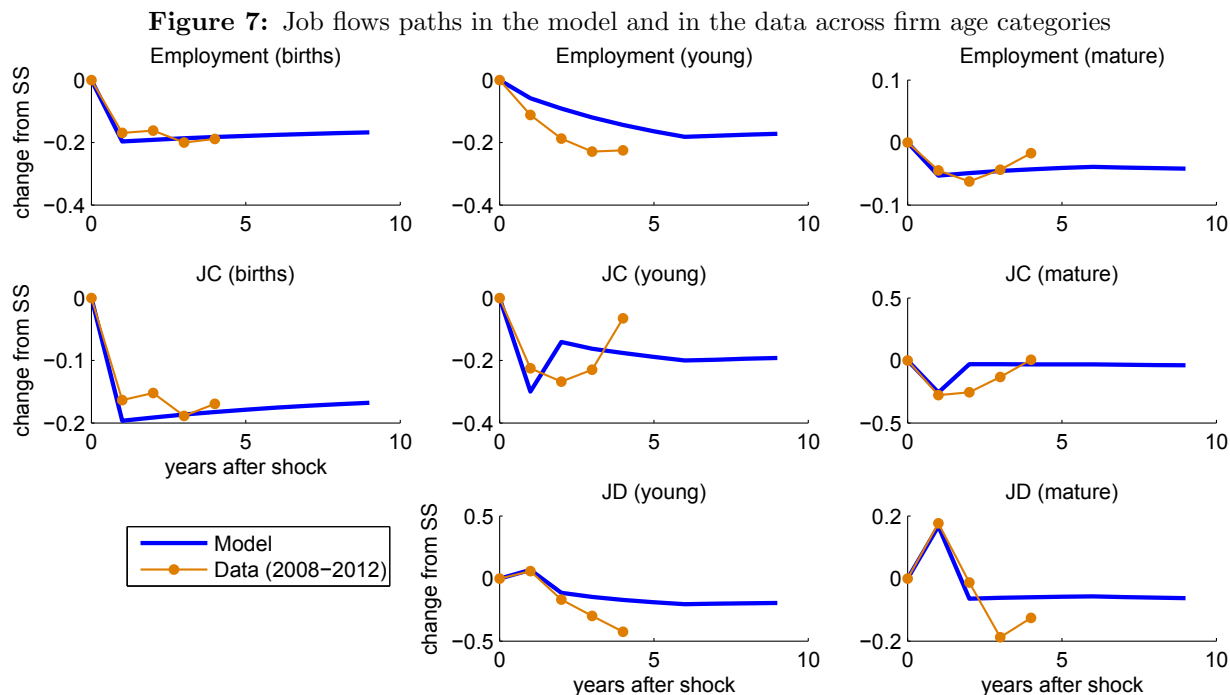 Figure 7: Job flows paths in the model and in the data across firm age categories
Employment (births)
Employment (young)
Employment (mature)
change from SS
0
−0.2
−0.4
0
5
10
0
−0.2
−0.4
0
5
10
0.1
0
−0.1
0
5
10
JC (births)
JC (young)
JC (mature)
change from SS
0
−0.1
−0.2
0
5
10
years after shock
0
−0.2
−0.4
0
5
10
0.5
0
−0.5
0
5
10
JD (young)
JD (mature)
Model
Data (2008−2012)
change from SS
0.5
0
−0.5
0
5
10
years after shock
0.2
0
−0.2
0
5
10
years after shock